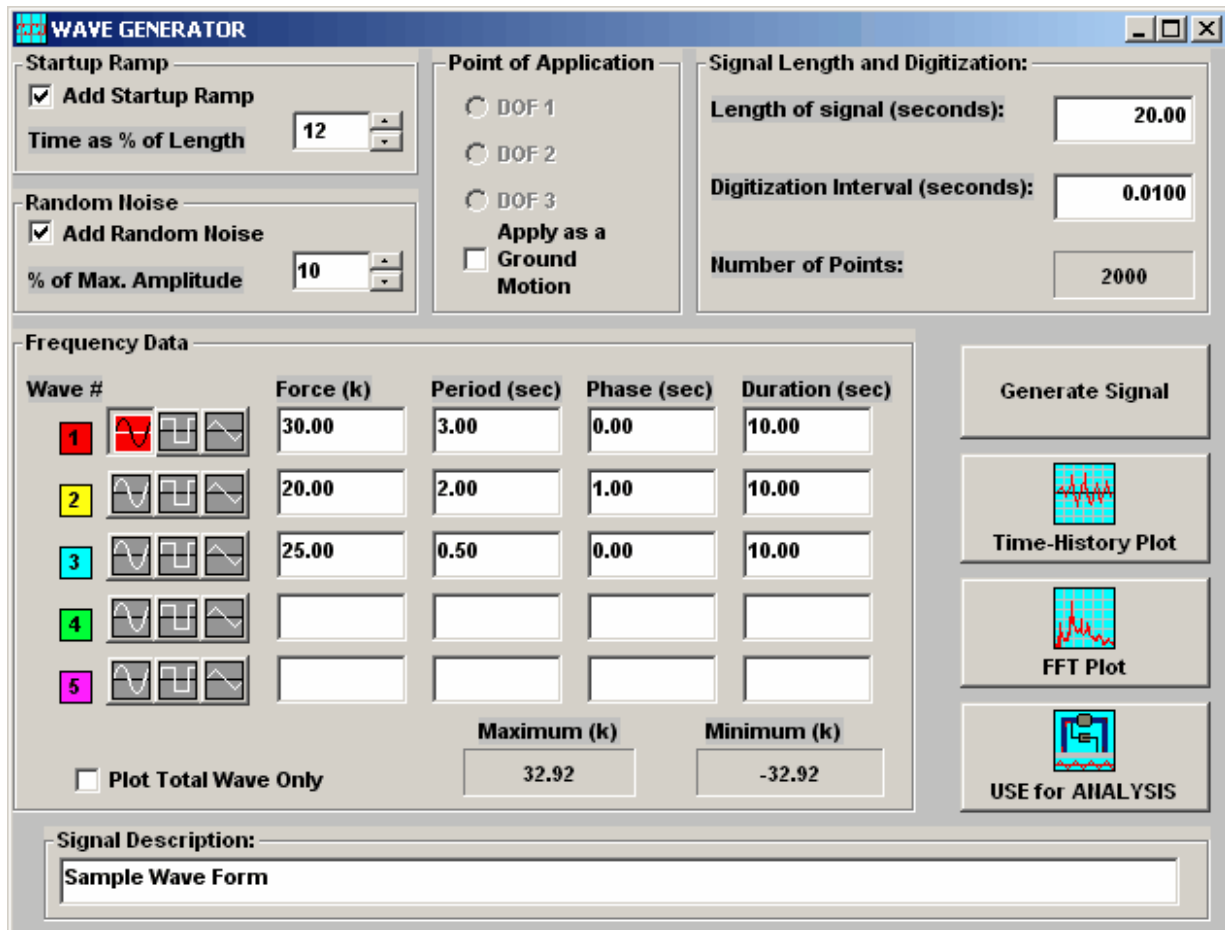 WAVE GENERATOR
Startup Ramp
Add Startup Ramp
Time as % of Length
12
Random Noise
Add Random Noise
% of Max. Amplitude
10
Point of Application
DOF 1
DOF 2
DOF 3
Apply as a
Ground
Motion
Signal Length and Digitization:
Length of signal (seconds):
20.00
Digitization Interval (seconds):
0.0100
Number of Points:
2000
Frequency Data
Wave # Force (k) Period (sec) Phase (sec) Duration (sec)
1 30.00 3.00 0.00 10.00
2 20.00 2.00 1.00 10.00
3 25.00 0.50 0.00 10.00
4
5
Maximum (k) Minimum (k)
Plot Total Wave Only 32.92 -32.92
Generate Signal
Time-History Plot
FFT Plot
USE for ANALYSIS
Signal Description:
Sample Wave Form